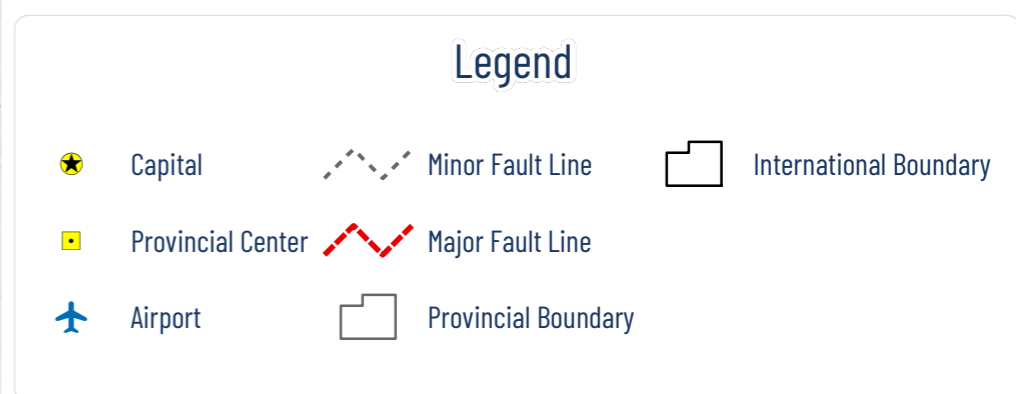 Legend
Capital
Minor Fault Line
International Boundary
Provincial Center
Major Fault Line
Airport
Provincial Boundary